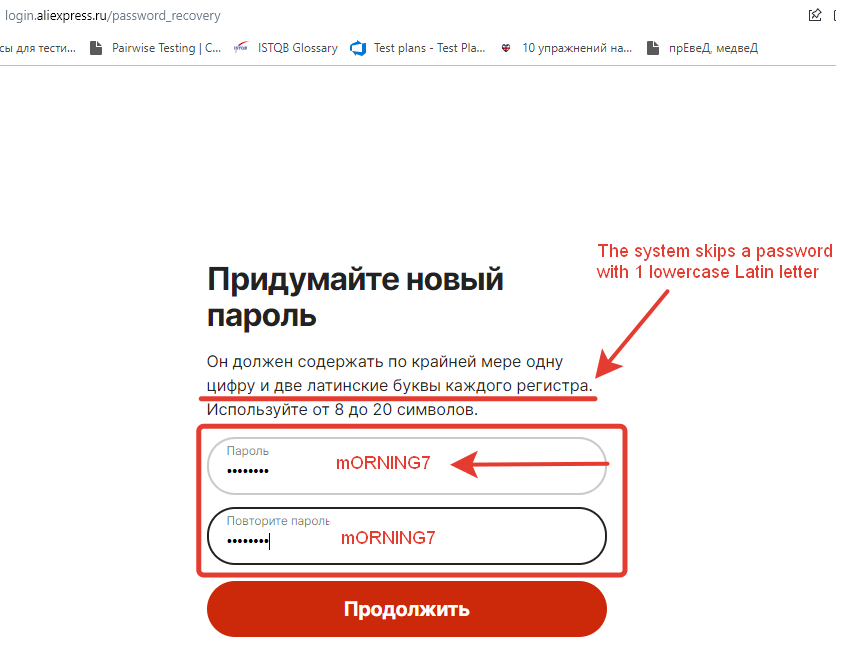 login.aliexpress.ru/password_recovery
сы для тести...
Pairwise Testing | C...
ISTQB Glossary
Test plans - Test Pla...
10 упражнений на...
прЕвеД, медвеД
The system skips a password
with 1 lowercase Latin letter
Придумайте новый
пароль
Он должен содержать по крайней мере одну
цифру и две латинские буквы каждого регистра.
Используйте от 8 до 20 символов.
Пароль
•••••••• mORNING7
Повторите пароль
•••••••• mORNING7
Продолжить